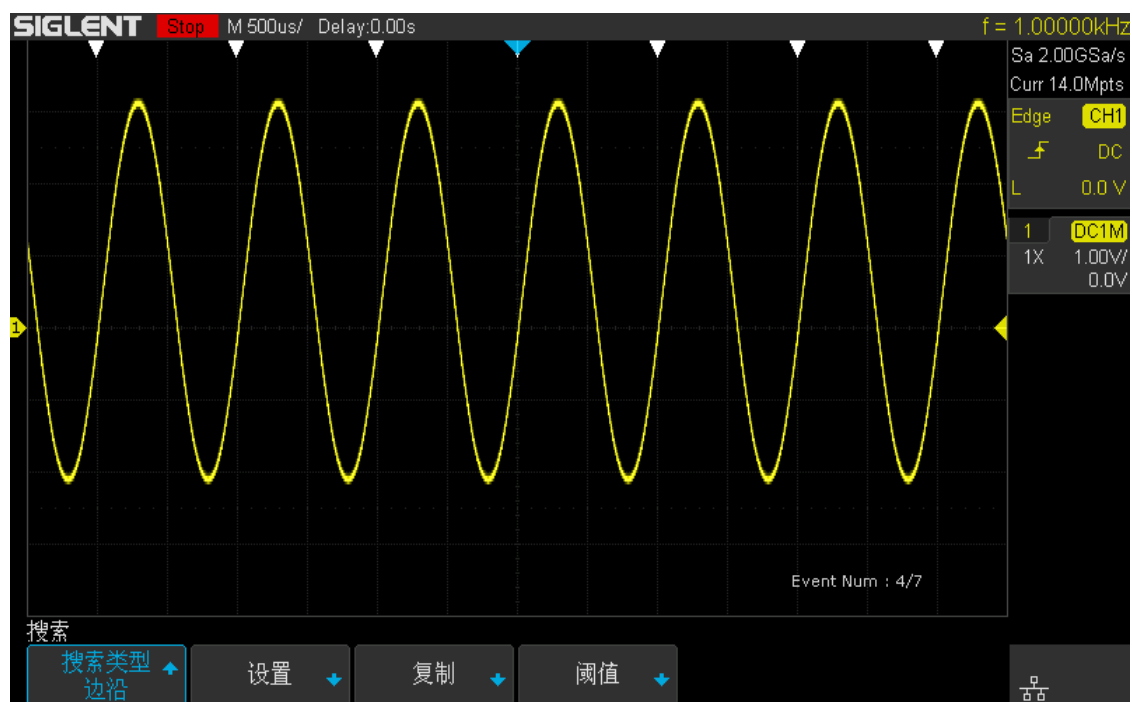 SIGLENT Stop M 500us/ Delay:0.00s f = 1.00000kHz
Sa 2.00GSa/s
Curr 14.0Mpts
Edge CH1
DC
L 0.0 V
1 DC1M
1X 1.00V/
0.0V
1
Event Num : 4/7
搜索
搜索类型
边沿
设置
复制
阈值